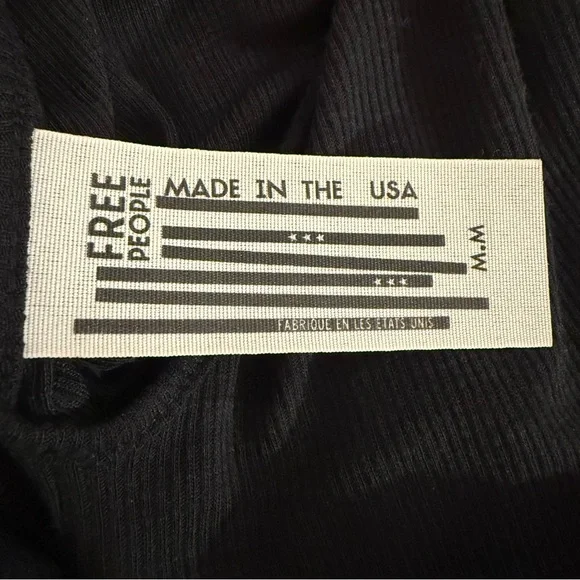 FREE
PEOPLE
MADE IN THE USA
M.M
FABRIQUE EN LES ETATS UNIS